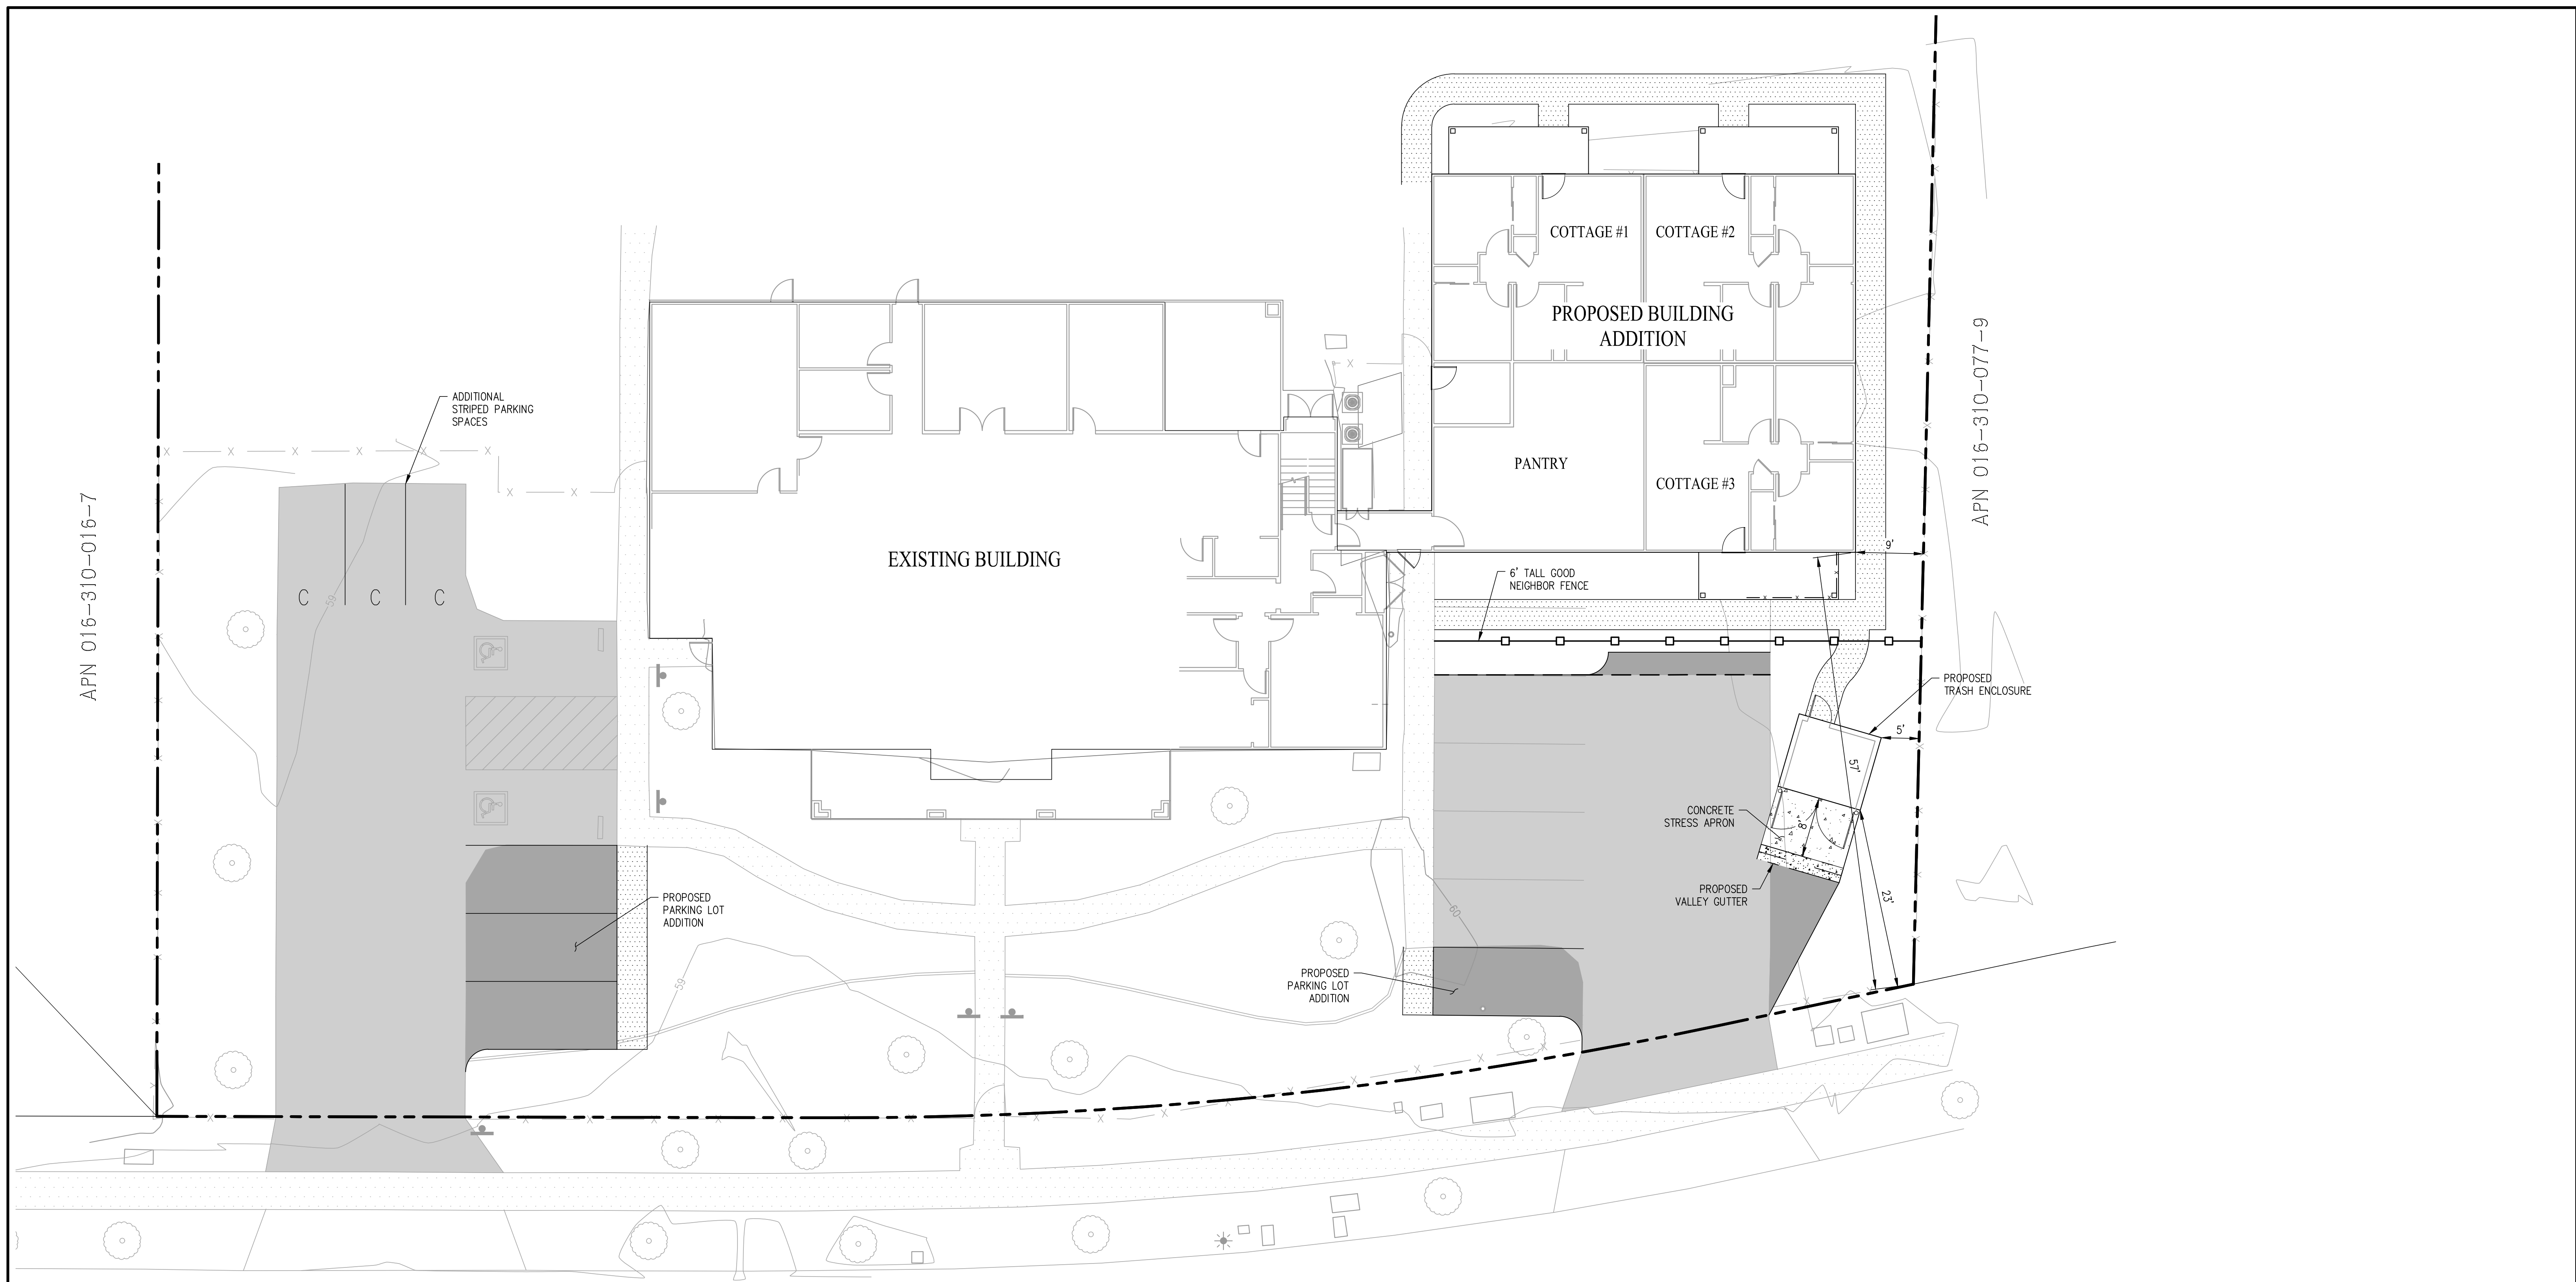 COTTAGE #1
COTTAGE #2
PROPOSED BUILDING
ADDITION
PANTRY
COTTAGE #3
ADDITIONAL
STRIPED PARKING
SPACES
APN 016-310-016-7
APN 016-310-077-9
EXISTING BUILDING
9'
6' TALL GOOD
NEIGHBOR FENCE
C
C
C
59
PROPOSED
TRASH ENCLOSURE
5'
57'
CONCRETE
STRESS APRON
8'
PROPOSED
VALLEY GUTTER
23'
PROPOSED
PARKING LOT
ADDITION
60
59
PROPOSED
PARKING LOT
ADDITION